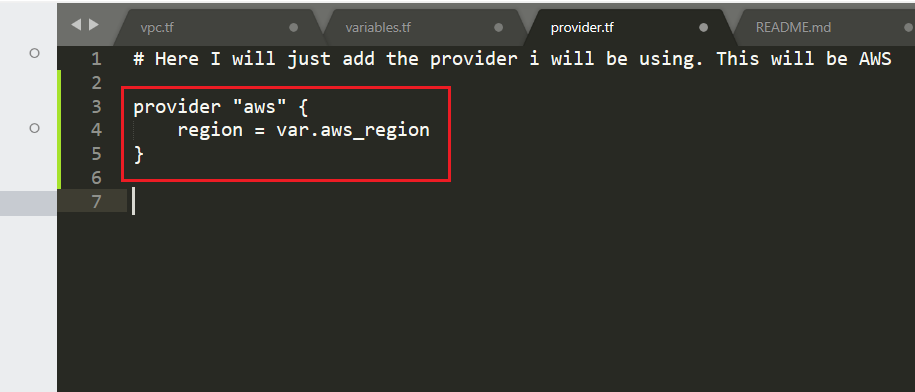 vpc.tf variables.tf provider.tf README.md
1 # Here I will just add the provider i will be using. This will be AWS
2
3 provider "aws" {
4 region = var.aws_region
5 }
6
7